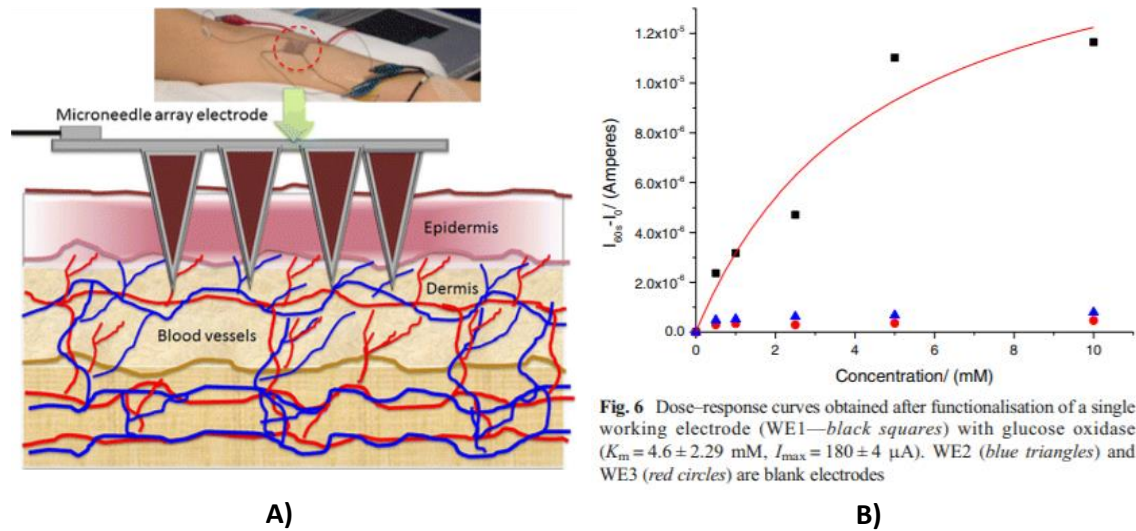 Microneedle array electrode
Epidermis
Dermis
Blood vessels
A)
1.2x10⁻⁵
1.0x10⁻⁵
8.0x10⁻⁶
6.0x10⁻⁶
4.0x10⁻⁶
2.0x10⁻⁶
0.0
I₆₀ₛ-I₀/ (Amperes)
0 2 4 6 8 10
Concentration/ (mM)
Fig. 6 Dose–response curves obtained after functionalisation of a single
working electrode (WE1—black squares) with glucose oxidase
(Kₘ = 4.6 ± 2.29 mM, Iₘₐₓ = 180 ± 4 μA). WE2 (blue triangles) and
WE3 (red circles) are blank electrodes
B)